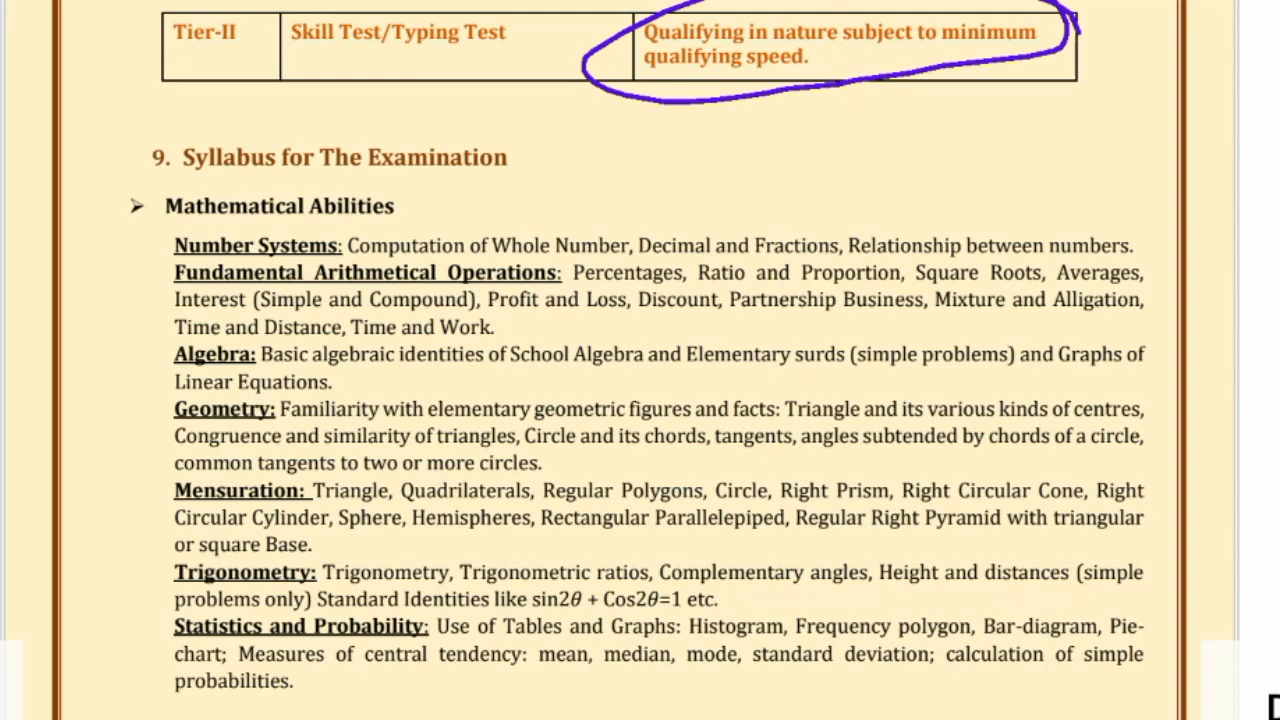 Tier-II Skill Test/Typing Test Qualifying in nature subject to minimum
qualifying speed.
9. Syllabus for The Examination
➢ Mathematical Abilities
Number Systems: Computation of Whole Number, Decimal and Fractions, Relationship between numbers.
Fundamental Arithmetical Operations: Percentages, Ratio and Proportion, Square Roots, Averages,
Interest (Simple and Compound), Profit and Loss, Discount, Partnership Business, Mixture and Alligation,
Time and Distance, Time and Work.
Algebra: Basic algebraic identities of School Algebra and Elementary surds (simple problems) and Graphs of
Linear Equations.
Geometry: Familiarity with elementary geometric figures and facts: Triangle and its various kinds of centres,
Congruence and similarity of triangles, Circle and its chords, tangents, angles subtended by chords of a circle,
common tangents to two or more circles.
Mensuration: Triangle, Quadrilaterals, Regular Polygons, Circle, Right Prism, Right Circular Cone, Right
Circular Cylinder, Sphere, Hemispheres, Rectangular Parallelepiped, Regular Right Pyramid with triangular
or square Base.
Trigonometry: Trigonometry, Trigonometric ratios, Complementary angles, Height and distances (simple
problems only) Standard Identities like sin2𝜃 + Cos2𝜃=1 etc.
Statistics and Probability: Use of Tables and Graphs: Histogram, Frequency polygon, Bar-diagram, Pie-
chart; Measures of central tendency: mean, median, mode, standard deviation; calculation of simple
probabilities.